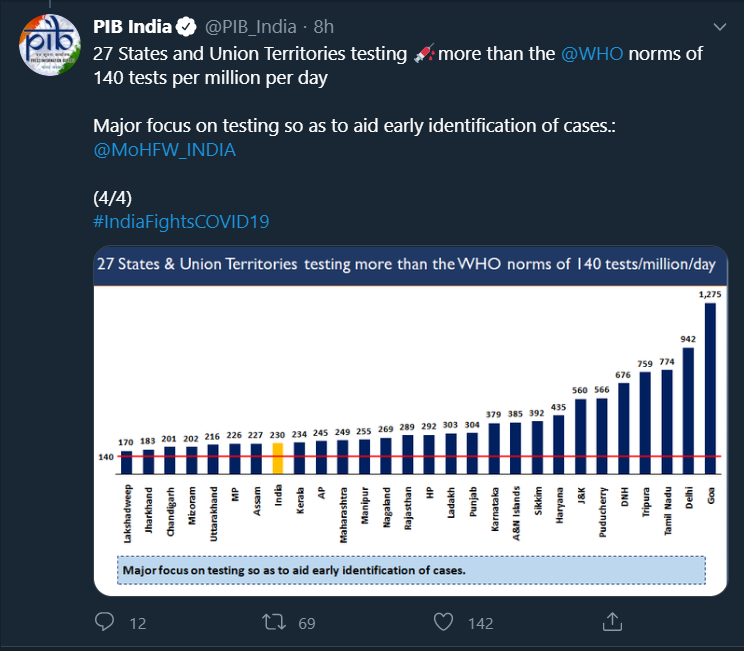 PIB India @PIB_India · 8h
27 States and Union Territories testing more than the @WHO norms of
140 tests per million per day
Major focus on testing so as to aid early identification of cases.:
@MoHFW_INDIA
(4/4)
#IndiaFightsCOVID19
27 States & Union Territories testing more than the WHO norms of 140 tests/million/day
170 183 201 202 216 226 227 230 234 245 249 255 269 289 292 303 304 379 385 392 435 560 566 676 759 774 942 1,275
140
Lakshadweep Jharkhand Chandigarh Mizoram Uttarakhand MP Assam India Kerala AP Maharashtra Manipur Nagaland Rajasthan HP Ladakh Punjab Karnataka A&N Islands Sikkim Haryana J&K Puducherry DNH Tripura Tamil Nadu Delhi Goa
Major focus on testing so as to aid early identification of cases.
12 69 142